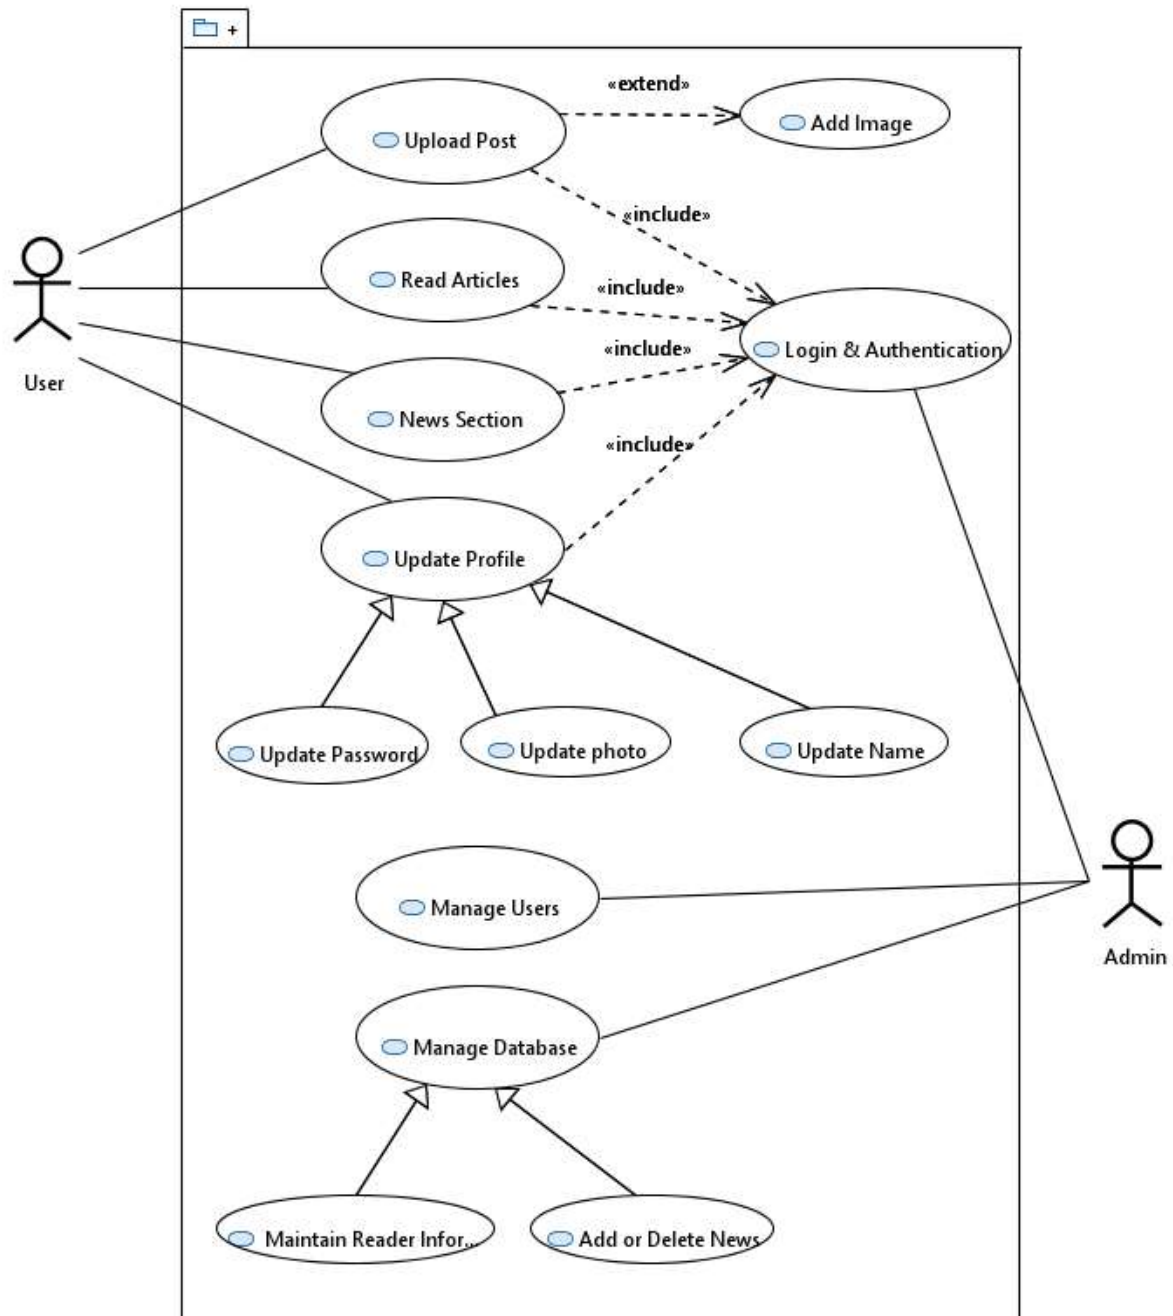 +
«extend»
Add Image
Upload Post
«include»
Read Articles
«include»
Login & Authentication
«include»
User
News Section
«include»
Update Profile
Update Password
Update photo
Update Name
Manage Users
Admin
Manage Database
Maintain Reader Infor...
Add or Delete News